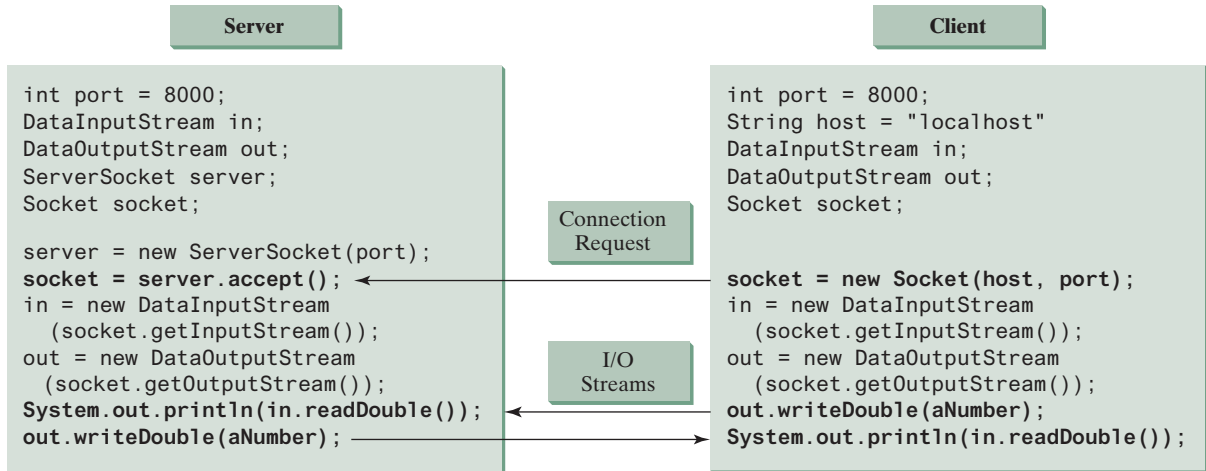 Server
int port = 8000;
DataInputStream in;
DataOutputStream out;
ServerSocket server;
Socket socket;
server = new ServerSocket(port);
socket = server.accept();
in = new DataInputStream
(socket.getInputStream());
out = new DataOutputStream
(socket.getOutputStream());
System.out.println(in.readDouble());
out.writeDouble(aNumber);
Connection
Request
I/O
Streams
Client
int port = 8000;
String host = "localhost"
DataInputStream in;
DataOutputStream out;
Socket socket;
socket = new Socket(host, port);
in = new DataInputStream
(socket.getInputStream());
out = new DataOutputStream
(socket.getOutputStream());
out.writeDouble(aNumber);
System.out.println(in.readDouble());